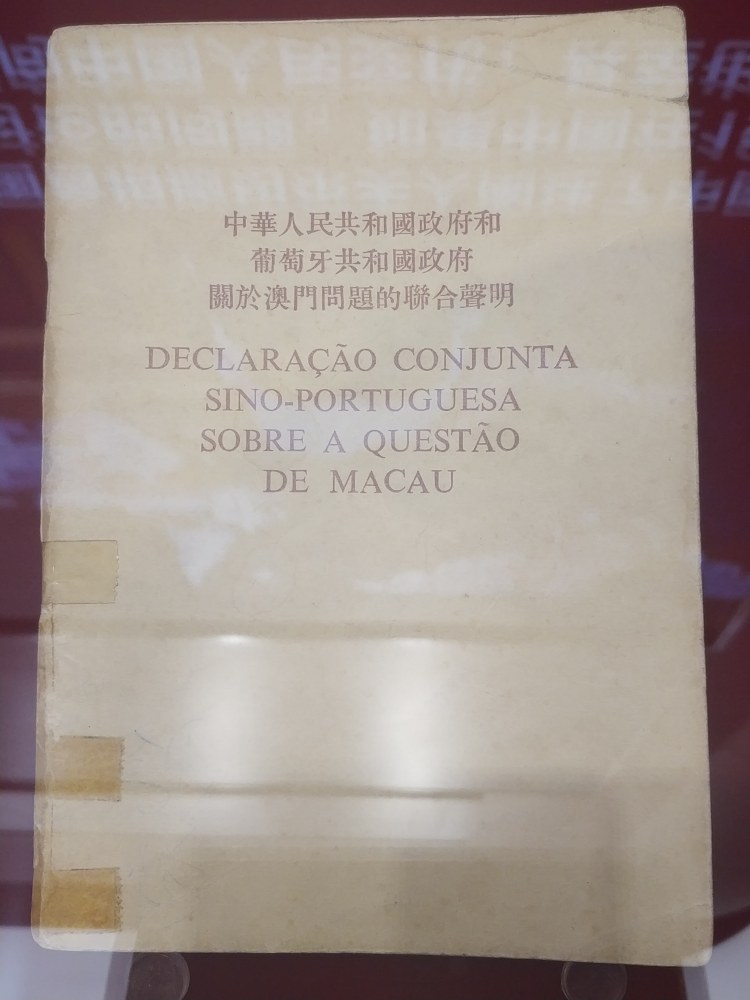 中華人民共和國政府和
葡萄牙共和國政府
關於澳門問題的聯合聲明
DECLARAÇÃO CONJUNTA
SINO-PORTUGUESA
SOBRE A QUESTÃO
DE MACAU